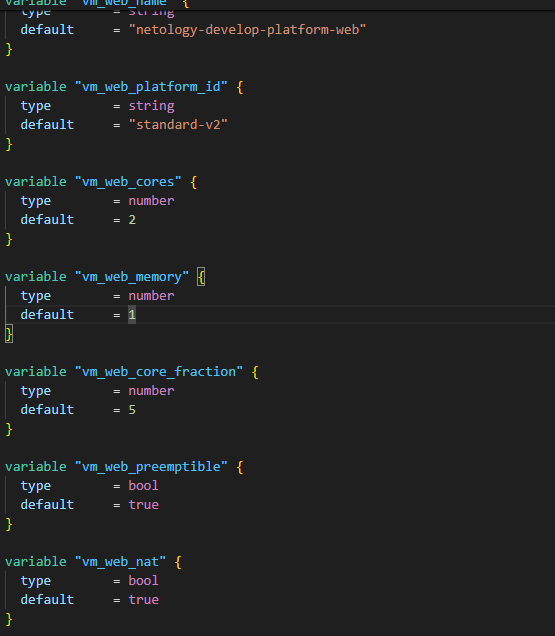 variable "vm_web_name" {
type = string
default = "netology-develop-platform-web"
}
variable "vm_web_platform_id" {
type = string
default = "standard-v2"
}
variable "vm_web_cores" {
type = number
default = 2
}
variable "vm_web_memory" {
type = number
default = 1
}
variable "vm_web_core_fraction" {
type = number
default = 5
}
variable "vm_web_preemptible" {
type = bool
default = true
}
variable "vm_web_nat" {
type = bool
default = true
}